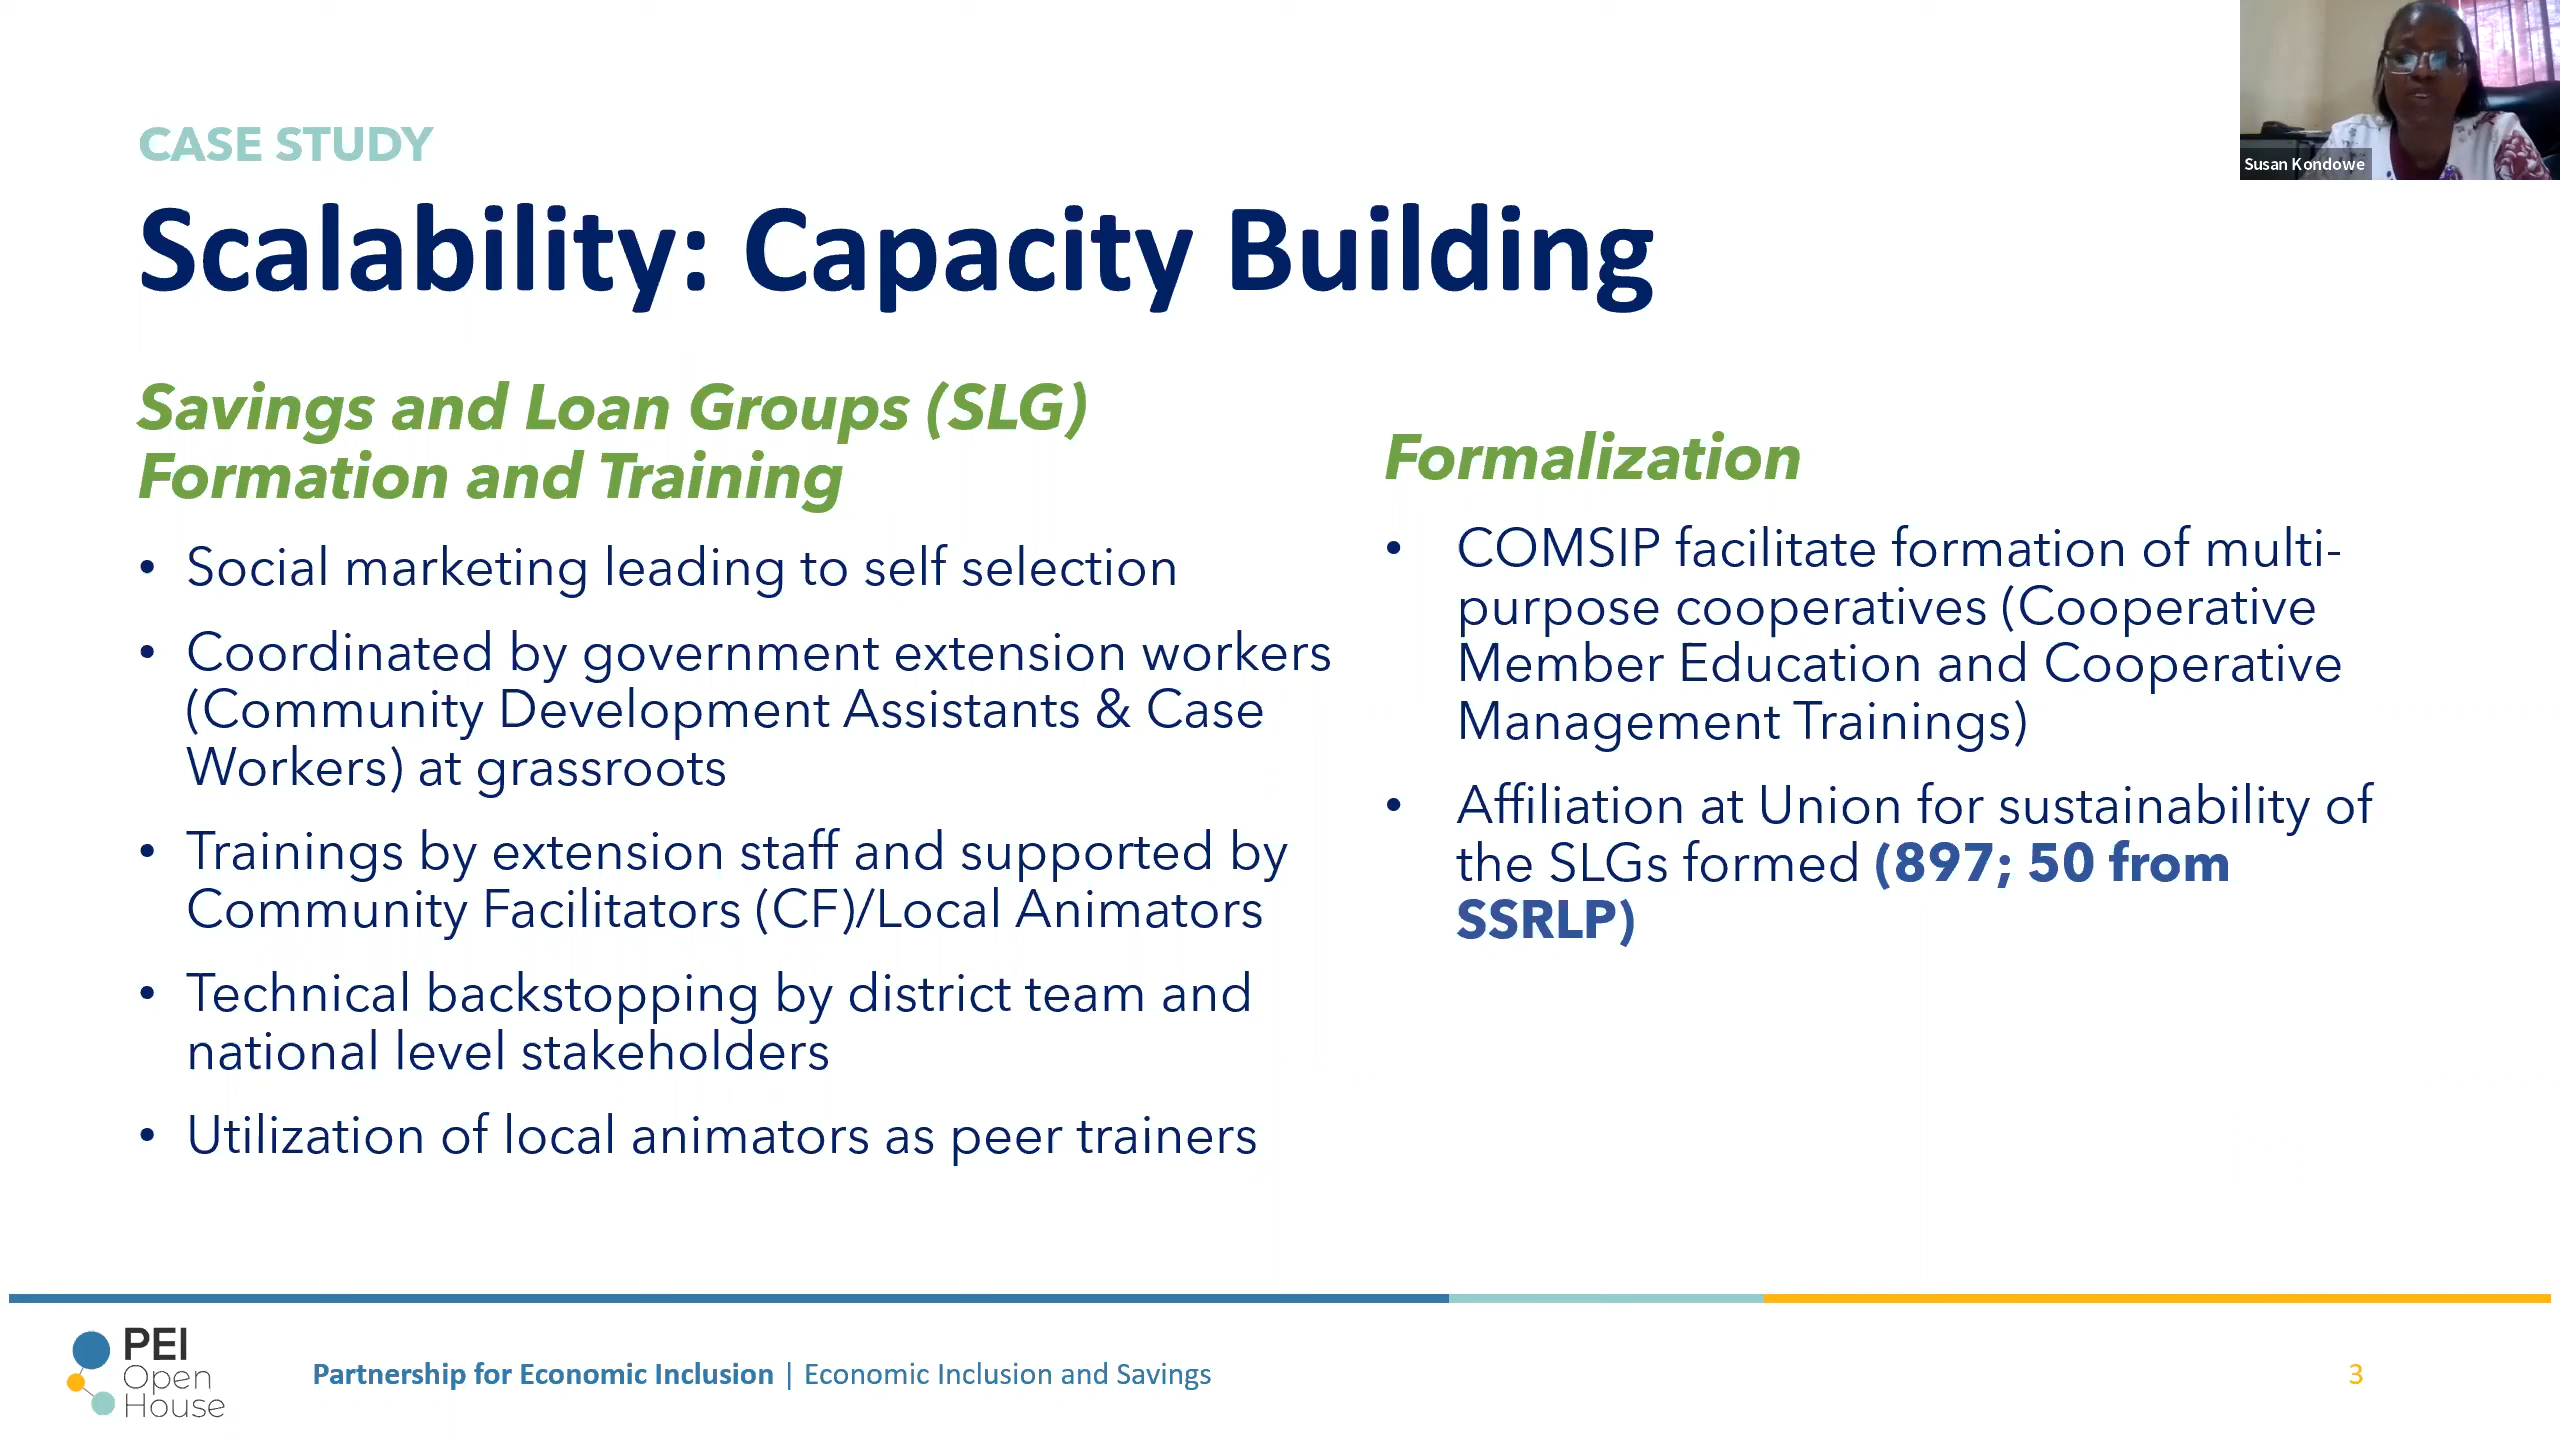 Susan Kondowe
CASE STUDY
Scalability: Capacity Building
Savings and Loan Groups (SLG)
Formation and Training
• Social marketing leading to self selection
• Coordinated by government extension workers
(Community Development Assistants & Case
Workers) at grassroots
• Trainings by extension staff and supported by
Community Facilitators (CF)/Local Animators
• Technical backstopping by district team and
national level stakeholders
• Utilization of local animators as peer trainers
Formalization
• COMSIP facilitate formation of multi-
purpose cooperatives (Cooperative
Member Education and Cooperative
Management Trainings)
• Affiliation at Union for sustainability of
the SLGs formed (897; 50 from
SSRLP)
PEI
Open
House
Partnership for Economic Inclusion | Economic Inclusion and Savings
3